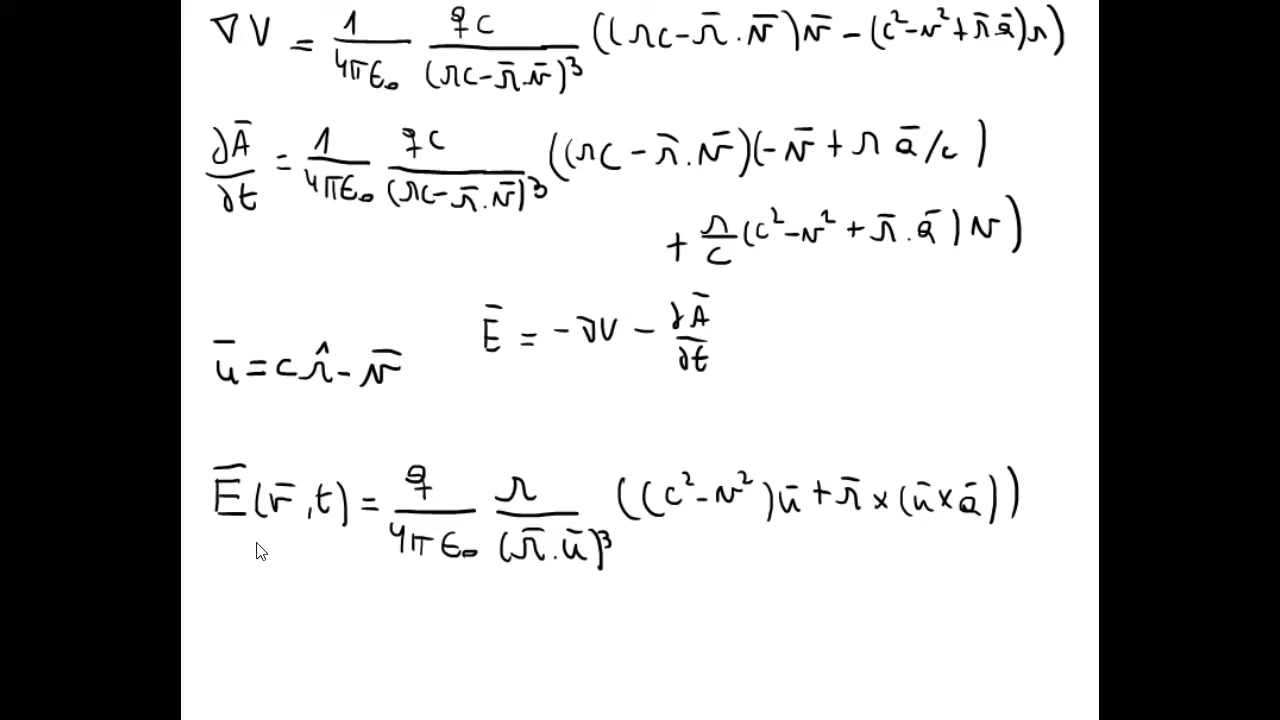 ∇V = 1/(4πε₀) qc/(𝓇c − 𝓇̄.v̄)³ ((𝓇c − 𝓇̄.v̄)v̄ − (c² − v² + 𝓇̄ ā)𝓇)
∂Ā/∂t = 1/(4πε₀) qc/(𝓇c − 𝓇̄.v̄)³ ((𝓇c − 𝓇̄.v̄)(−v̄ + 𝓇 ā/c)
+ 𝓇/c (c² − v² + 𝓇̄.ā)v)
Ē = −∇V − ∂Ā/∂t
ū = c𝓇̂ − v̄
Ē(r̄,t) = q/(4πε₀) 𝓇/(𝓇̄.ū)³ ((c² − v²)ū + 𝓇̄ × (ū × ā))